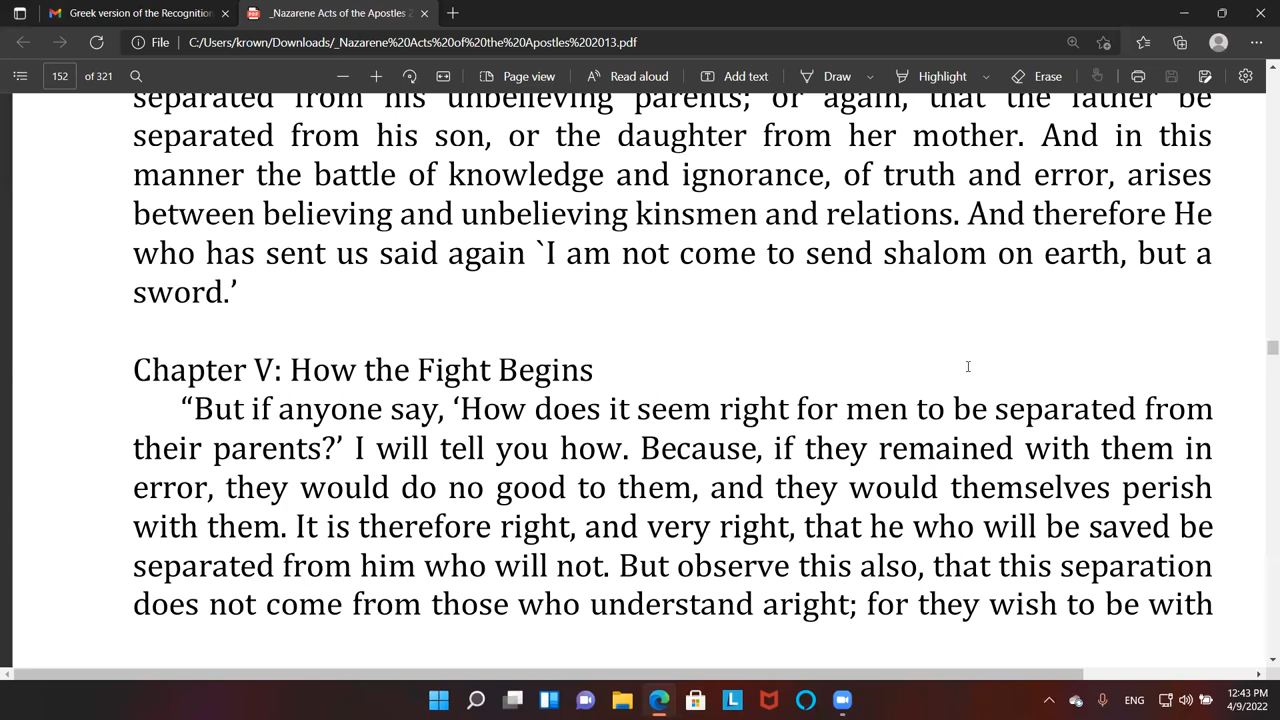 Greek version of the Recognition
_Nazarene Acts of the Apostles 2
File
C:/Users/krown/Downloads/_Nazarene%20Acts%20of%20the%20Apostles%202013.pdf
152 of 321
Page view
Read aloud
Add text
Draw
Highlight
Erase
separated from his unbelieving parents; or again, that the father be
separated from his son, or the daughter from her mother. And in this
manner the battle of knowledge and ignorance, of truth and error, arises
between believing and unbelieving kinsmen and relations. And therefore He
who has sent us said again `I am not come to send shalom on earth, but a
sword.’
Chapter V: How the Fight Begins
“But if anyone say, ‘How does it seem right for men to be separated from
their parents?’ I will tell you how. Because, if they remained with them in
error, they would do no good to them, and they would themselves perish
with them. It is therefore right, and very right, that he who will be saved be
separated from him who will not. But observe this also, that this separation
does not come from those who understand aright; for they wish to be with
ENG
12:43 PM
4/9/2022